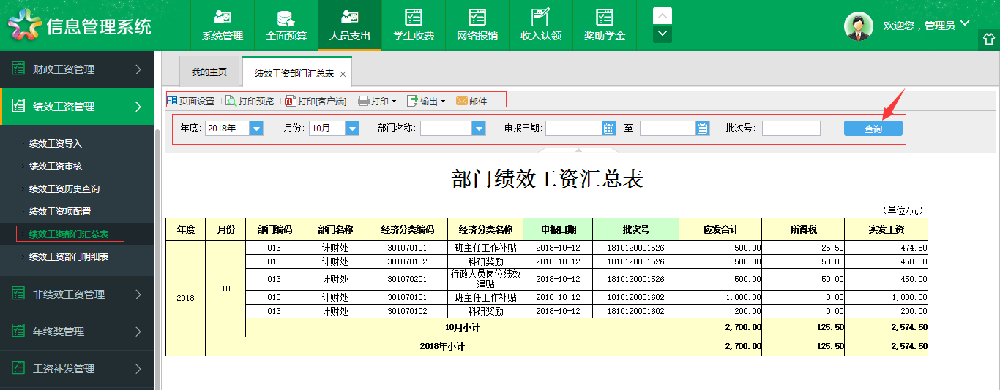 信息管理系统
系统管理 全面预算 人员支出 学生收费 网络报销 收入认领 奖助学金
欢迎您，管理员
财政工资管理
绩效工资管理
绩效工资导入
绩效工资审核
绩效工资历史查询
绩效工资项配置
绩效工资部门汇总表
绩效工资部门明细表
非绩效工资管理
年终奖管理
工资补发管理
我的主页 绩效工资部门汇总表
页面设置 打印预览 打印[客户端] 打印 输出 邮件
年度: 2018年 月份: 10月 部门名称: 申报日期: 至: 批次号: 查询
部门绩效工资汇总表
（单位/元）
年度 月份 部门编码 部门名称 经济分类编码 经济分类名称 申报日期 批次号 应发合计 所得税 实发工资
2018 10
013 计财处 301070101 班主任工作补贴 2018-10-12 1810120001526 500.00 25.50 474.50
013 计财处 301070102 科研奖励 2018-10-12 1810120001526 500.00 50.00 450.00
013 计财处 301070201 行政人员岗位绩效津贴 2018-10-12 1810120001526 500.00 50.00 450.00
013 计财处 301070101 班主任工作补贴 2018-10-12 1810120001602 1,000.00 0.00 1,000.00
013 计财处 301070102 科研奖励 2018-10-12 1810120001602 200.00 0.00 200.00
10月小计 2,700.00 125.50 2,574.50
2018年小计 2,700.00 125.50 2,574.50